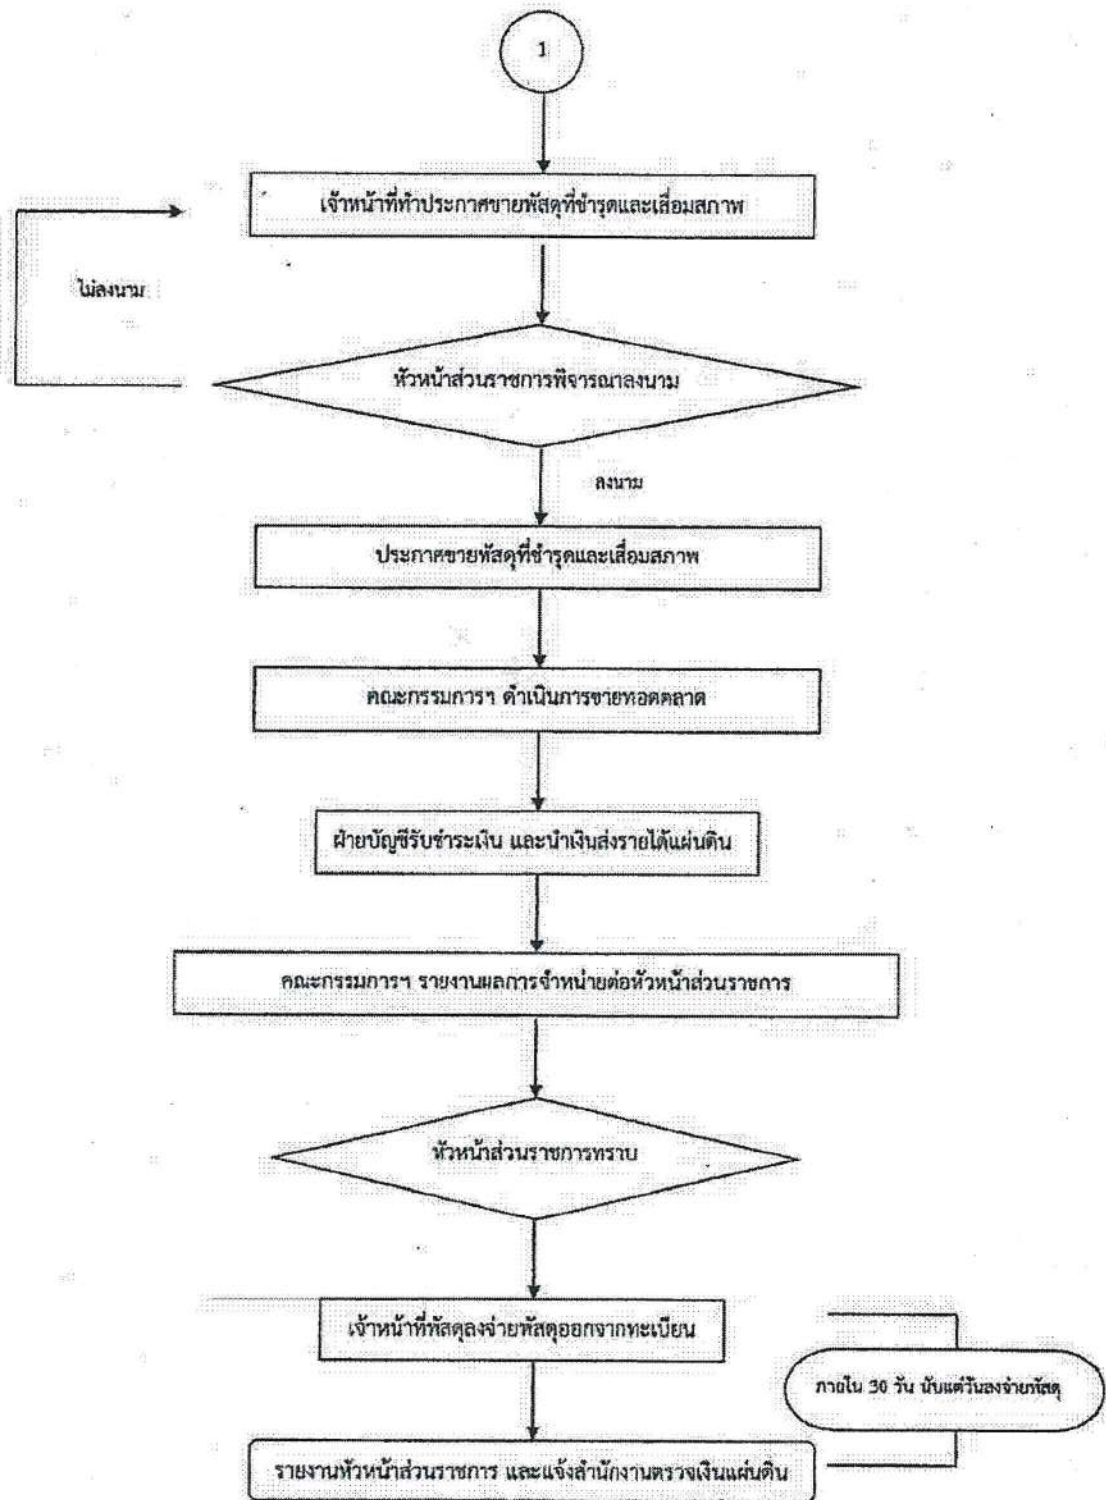 1
เจ้าหน้าที่ทำประกาศขายพัสดุที่ชำรุดและเสื่อมสภาพ
ไม่ลงนาม
หัวหน้าส่วนราชการพิจารณาลงนาม
ลงนาม
ประกาศขายพัสดุที่ชำรุดและเสื่อมสภาพ
คณะกรรมการฯ ดำเนินการขายทอดตลาด
ฝ่ายบัญชีรับชำระเงิน และนำเงินส่งรายได้แผ่นดิน
คณะกรรมการฯ รายงานผลการจำหน่ายต่อหัวหน้าส่วนราชการ
หัวหน้าส่วนราชการทราบ
เจ้าหน้าที่พัสดุลงจ่ายพัสดุออกจากทะเบียน
ภายใน 30 วัน นับแต่วันลงจ่ายพัสดุ
รายงานหัวหน้าส่วนราชการ และแจ้งสำนักงานตรวจเงินแผ่นดิน